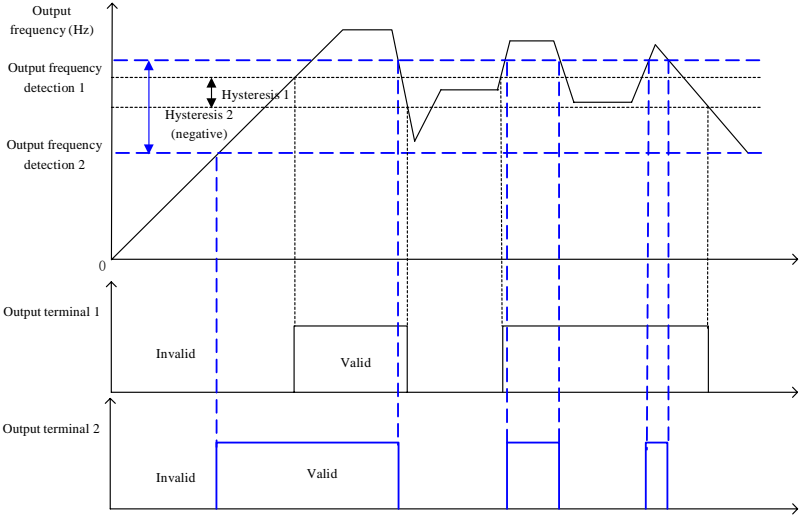 Output
frequency (Hz)
Output frequency
detection 1
Hysteresis 1
Hysteresis 2
(negative)
Output frequency
detection 2
0
Output terminal 1
Invalid
Valid
Output terminal 2
Invalid
Valid